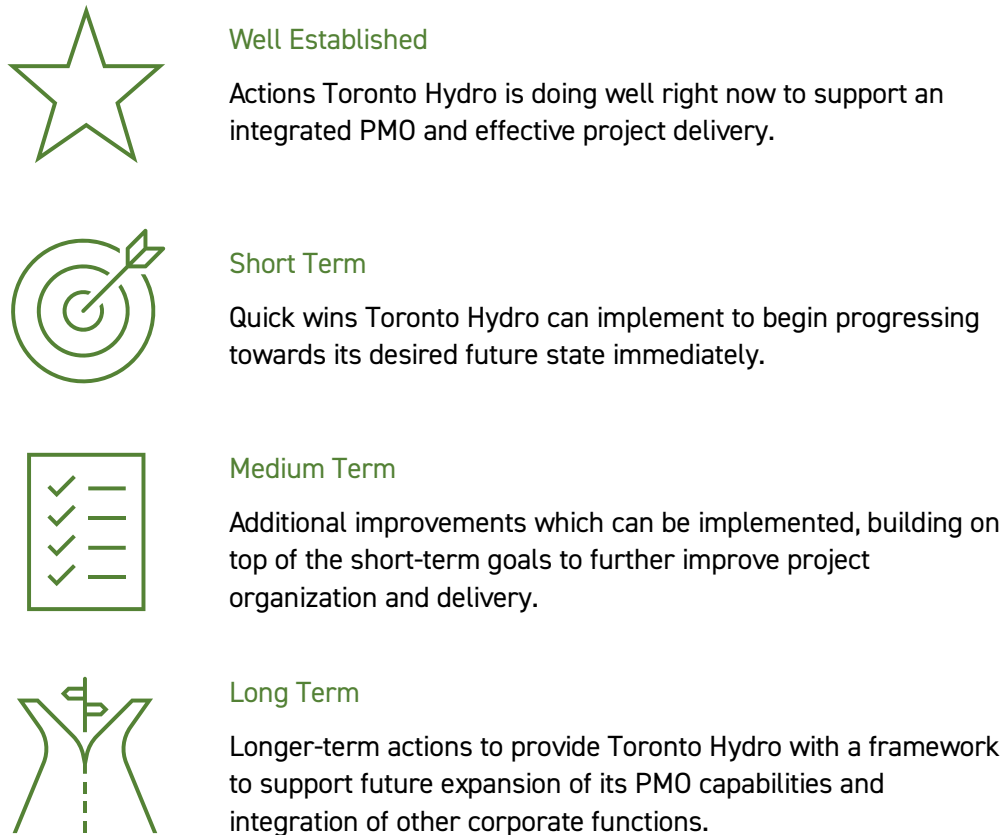 Well Established
Actions Toronto Hydro is doing well right now to support an
integrated PMO and effective project delivery.
Short Term
Quick wins Toronto Hydro can implement to begin progressing
towards its desired future state immediately.
Medium Term
Additional improvements which can be implemented, building on
top of the short-term goals to further improve project
organization and delivery.
Long Term
Longer-term actions to provide Toronto Hydro with a framework
to support future expansion of its PMO capabilities and
integration of other corporate functions.